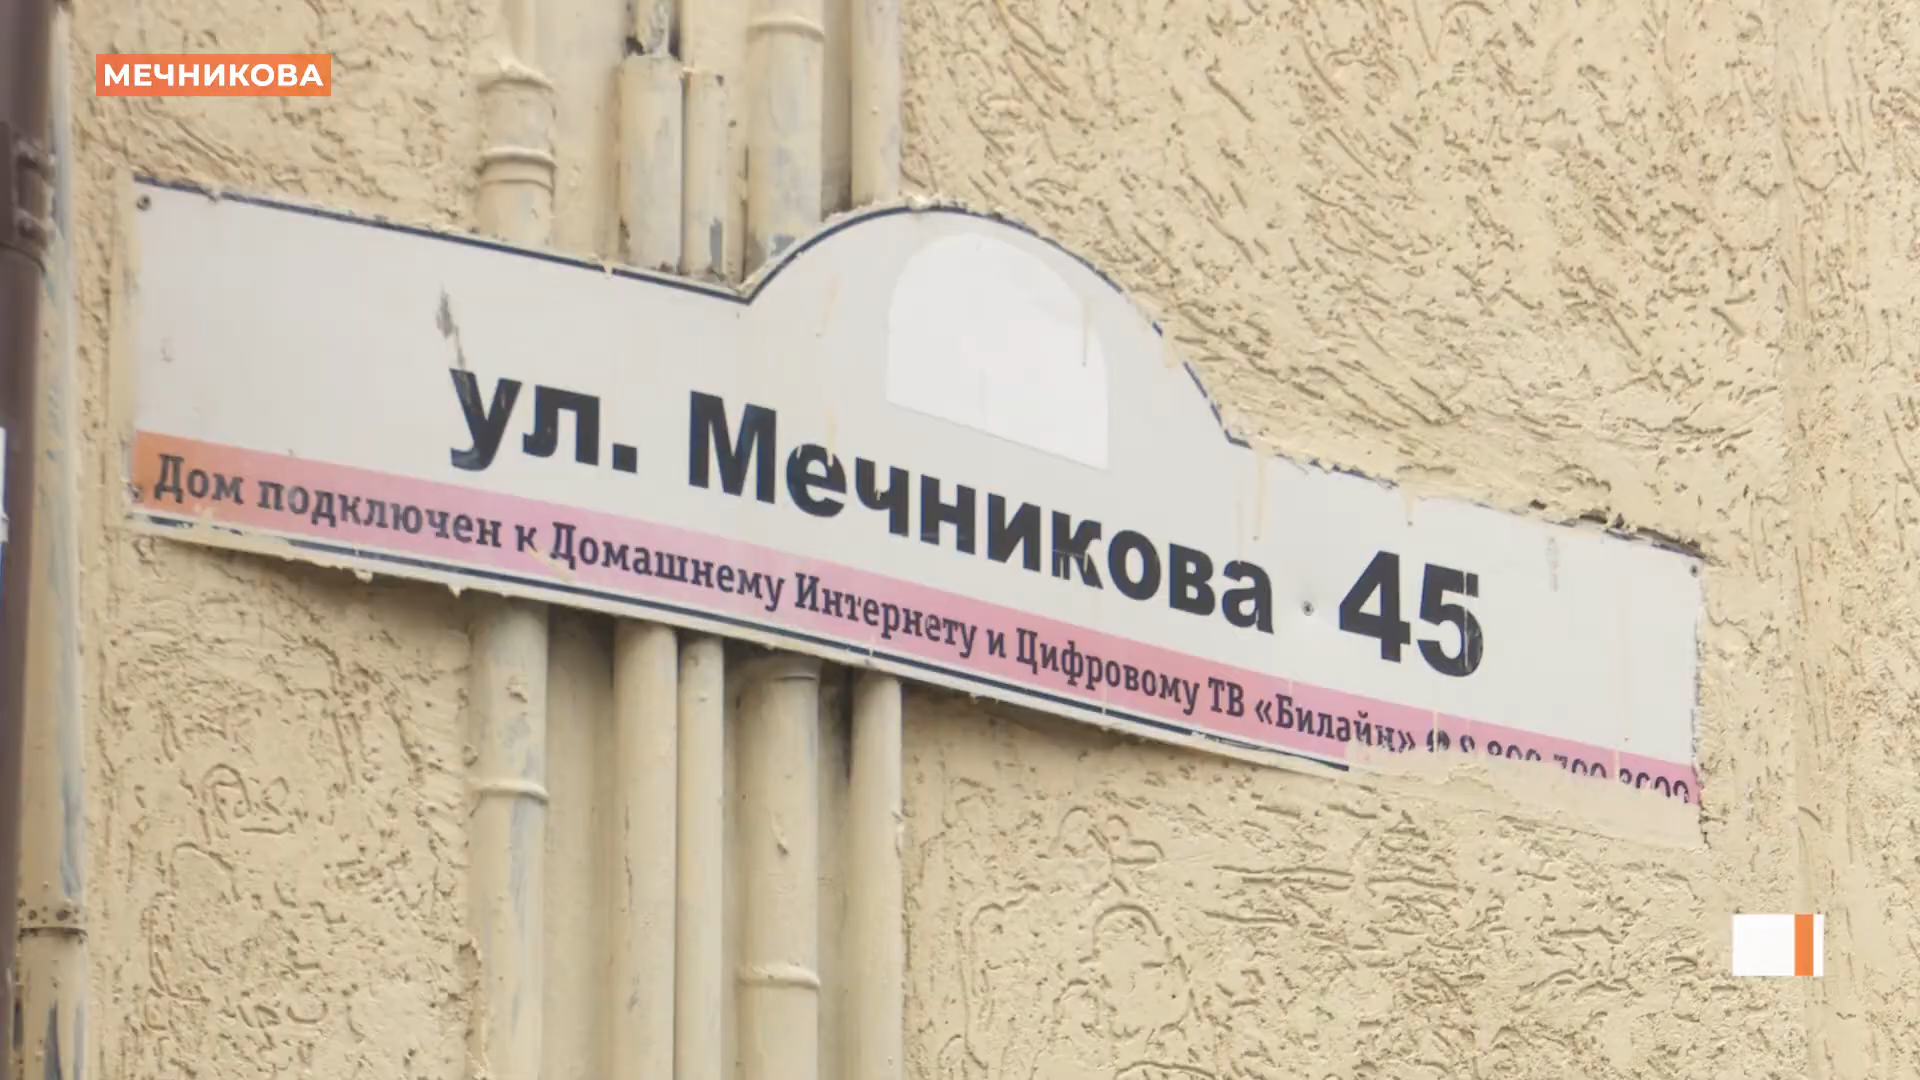 МЕЧНИКОВА
ул. Мечникова 45
Дом подключен к Домашнему Интернету и Цифровому ТВ «Билайн»